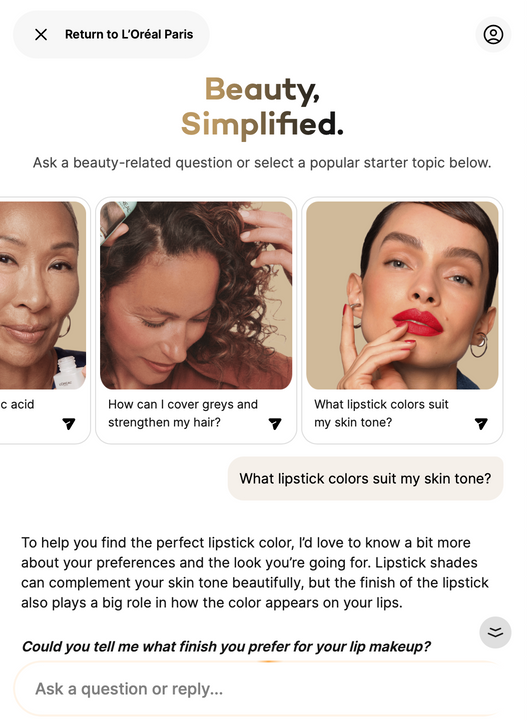 Return to L’Oréal Paris
Beauty,
Simplified.
Ask a beauty-related question or select a popular starter topic below.
c acid
How can I cover greys and
strengthen my hair?
What lipstick colors suit
my skin tone?
What lipstick colors suit my skin tone?
To help you find the perfect lipstick color, I’d love to know a bit more
about your preferences and the look you’re going for. Lipstick shades
can complement your skin tone beautifully, but the finish of the lipstick
also plays a big role in how the color appears on your lips.
Could you tell me what finish you prefer for your lip makeup?
Ask a question or reply...